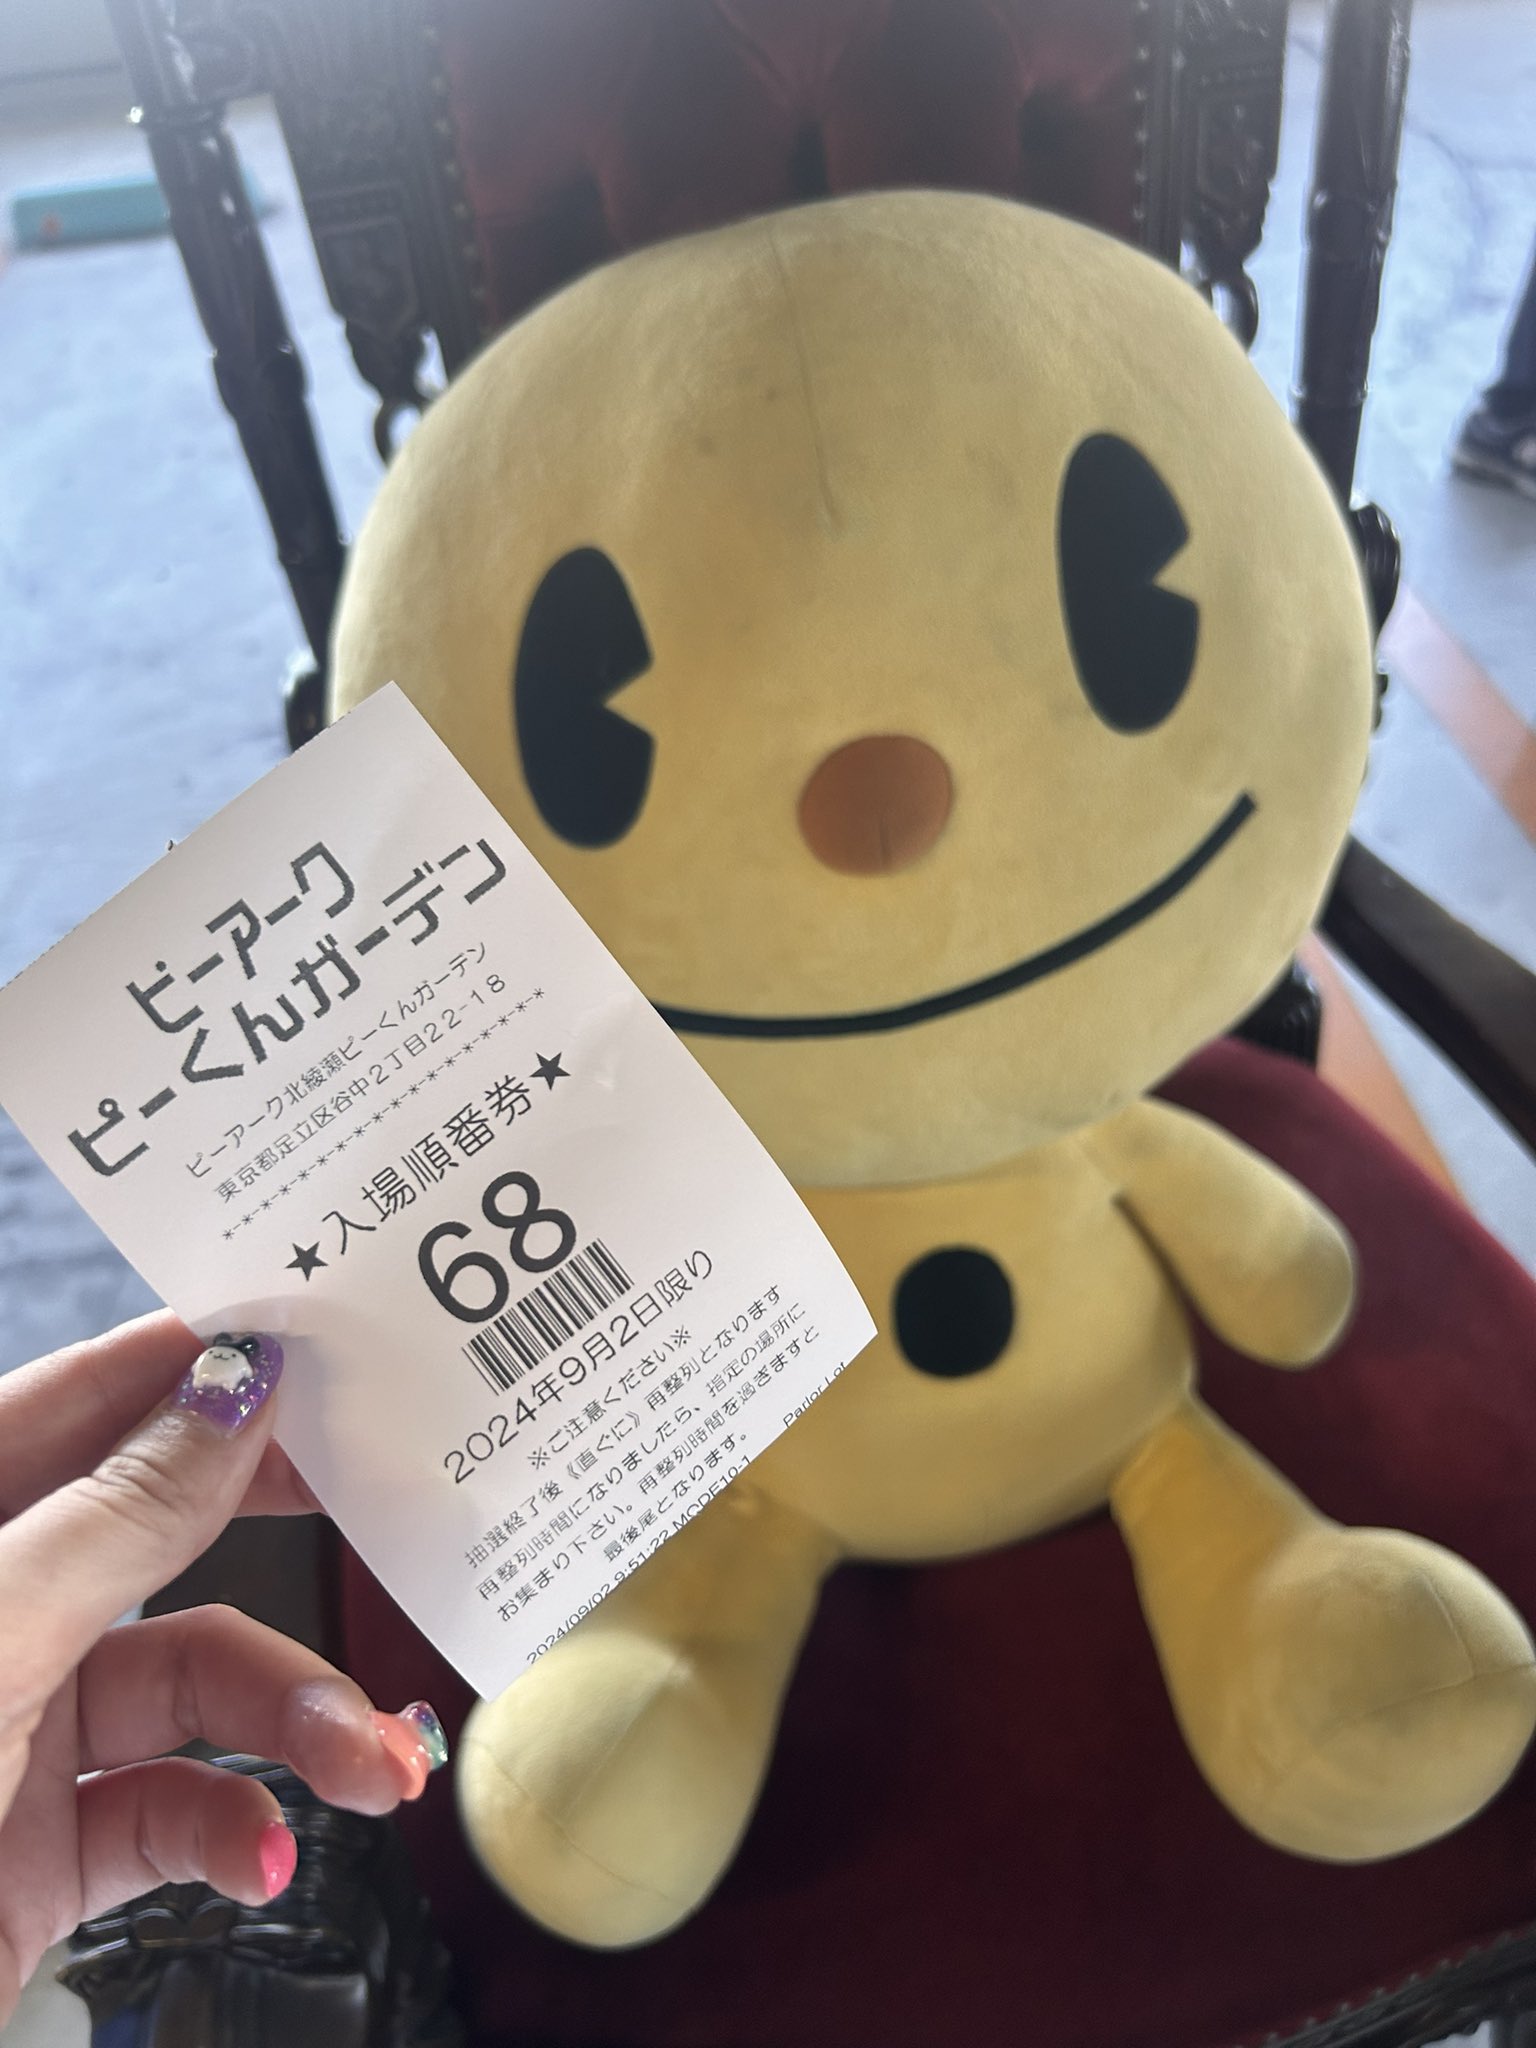 ピーアーク
ピーくんガーデン
ピーアーク北綾瀬ピーくんガーデン
東京都足立区谷中2丁目22-18
*-*-*-*-*-*-*-*-*-*-*-*-*-*-*-*
★入場順番券★
68
2024年9月2日限り
※ご注意ください※
抽選終了後《直ぐに》再整列となります
再整列時間になりましたら、指定の場所に
お集まり下さい。再整列時間を過ぎますと
最後尾となります。
2024/09/02 9:51:22 MODE10-1